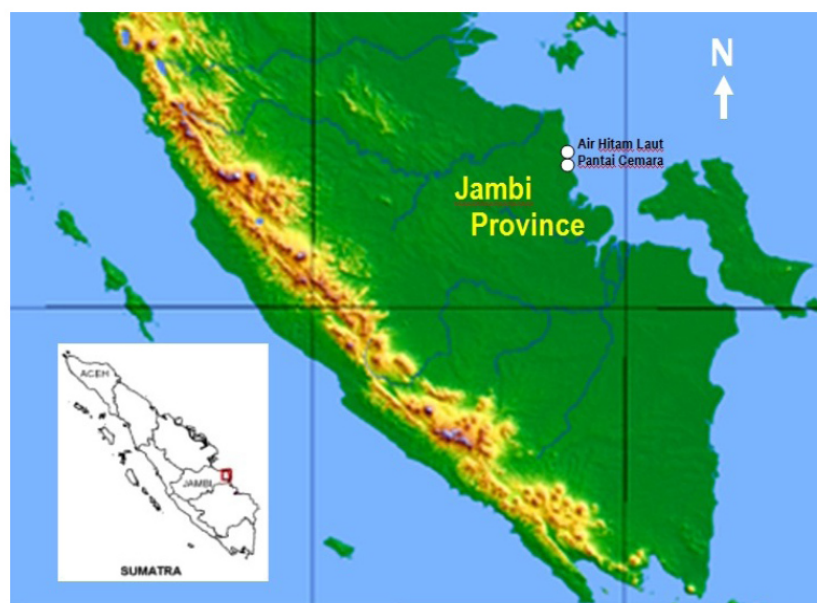 N
Air Hitam Laut
Pantai Cemara
Jambi
Province
ACEH
JAMBI
SUMATRA